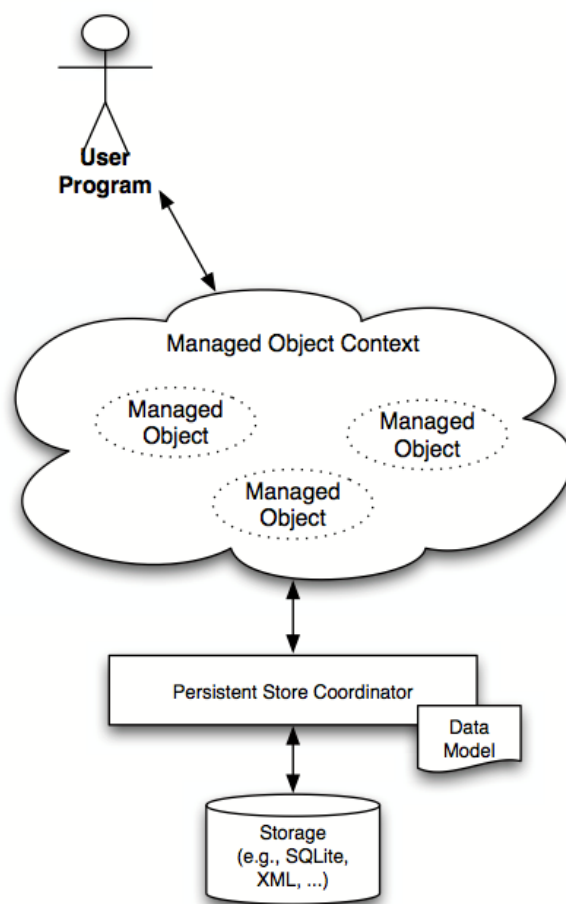 User
Program
Managed Object Context
Managed
Object
Managed
Object
Managed
Object
Persistent Store Coordinator
Data
Model
Storage
(e.g., SQLite,
XML, ...)